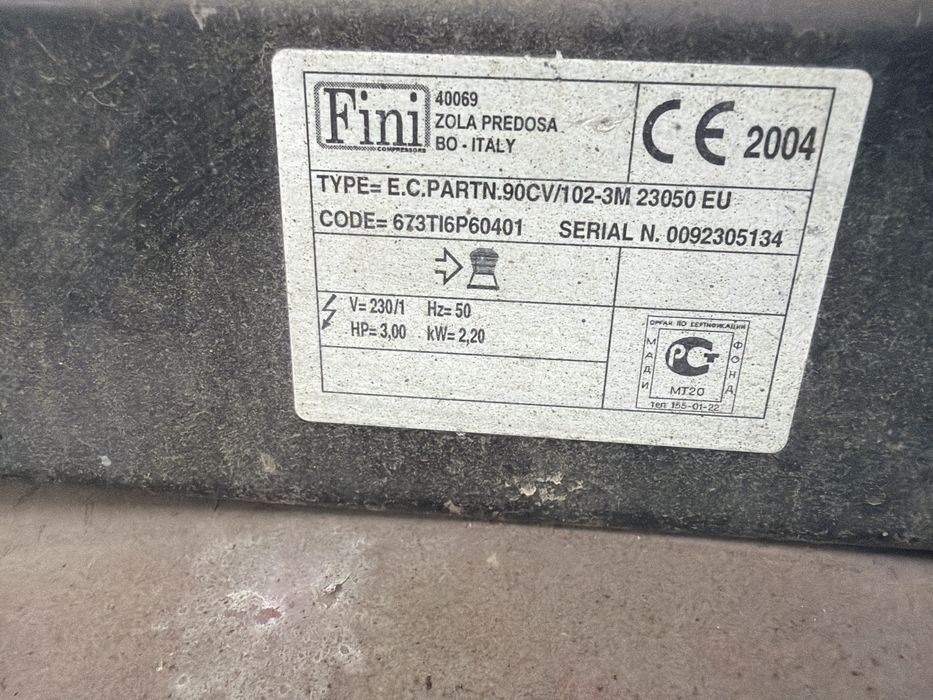 Fini
COMPRESSORS
40069
ZOLA PREDOSA
BO - ITALY
CE 2004
TYPE= E.C.PARTN.90CV/102-3M 23050 EU
CODE= 673TI6P60401 SERIAL N. 0092305134
V= 230/1 Hz= 50
HP= 3,00 kW= 2,20
ОРГАН ПО СЕРТИФИКАЦИИ
МАДИ
РСТ
ФОНД
МТ20
тел. 155-01-22